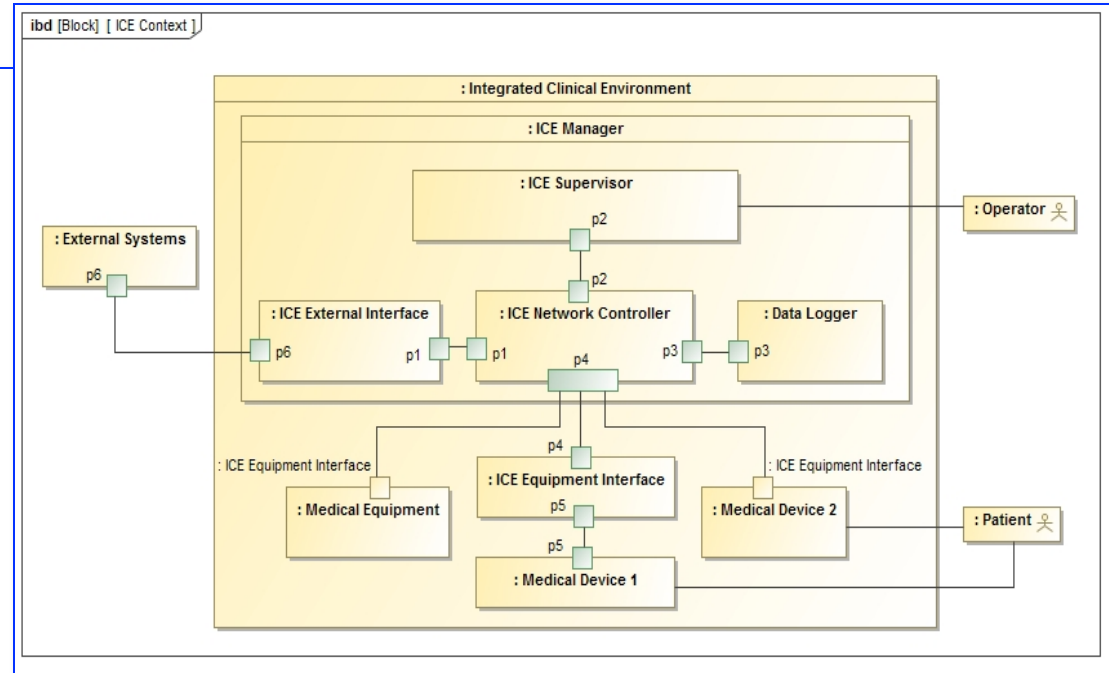 ibd [Block] [ ICE Context ]
: Integrated Clinical Environment
: ICE Manager
: ICE Supervisor
p2
: Operator
: External Systems
p6
p2
: ICE External Interface
p6
p1
: ICE Network Controller
p1
p3
p4
: Data Logger
p3
: ICE Equipment Interface
: Medical Equipment
p4
: ICE Equipment Interface
p5
p5
: Medical Device 1
: ICE Equipment Interface
: Medical Device 2
: Patient